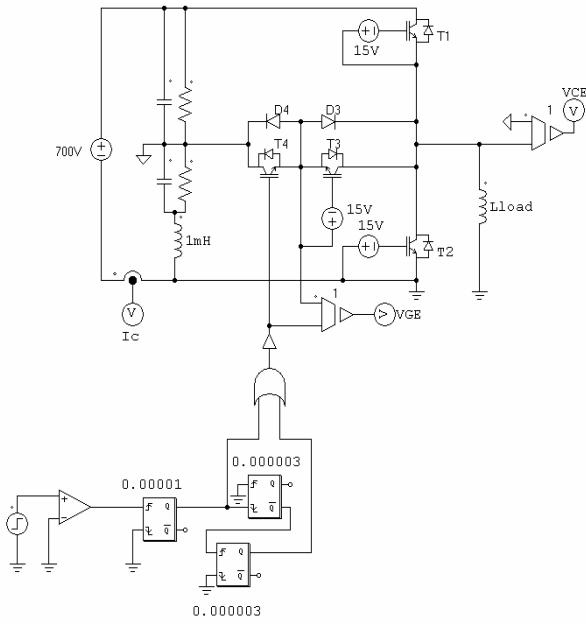 T1
15V
VCE
1
V
D4
D3
T4
T3
700V
15V
15V
Lload
1mH
T2
V
Ic
1
V
VGE
0.00001
0.000003
Q
Q
Q
Q
Q
Q
0.000003